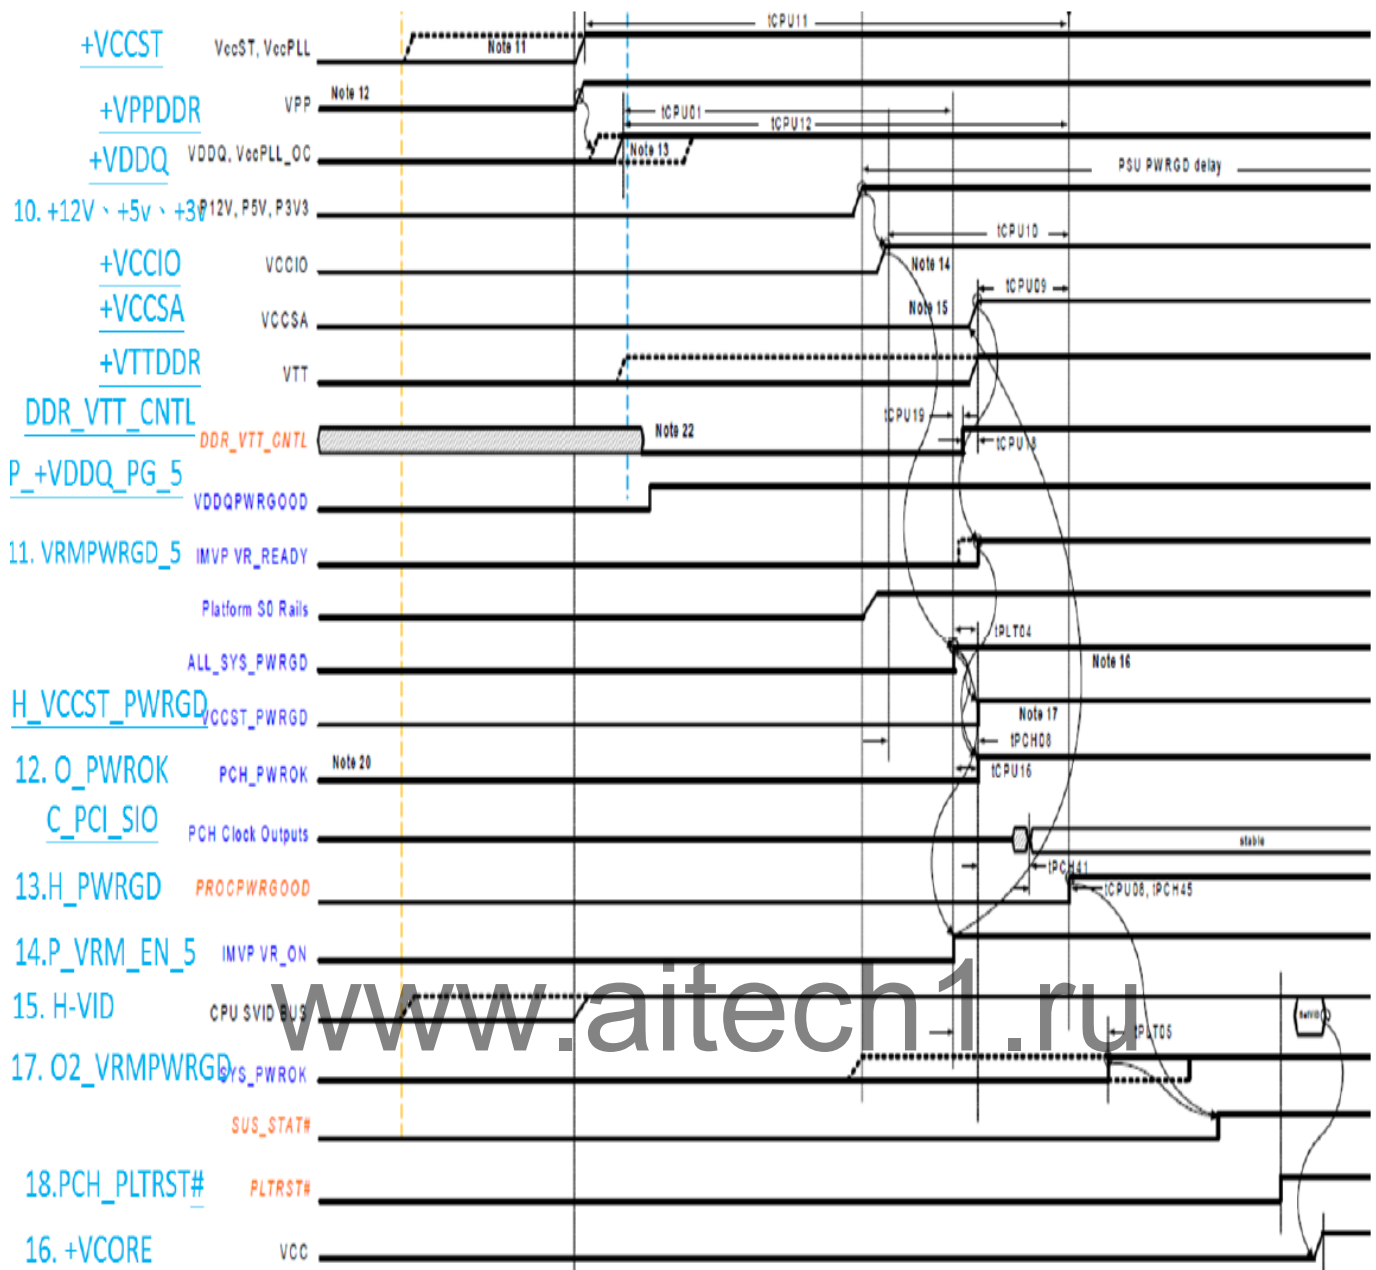 tCPU11
+VCCST VccST, VccPLL Note 11
Note 12
+VPPDDR VPP
tCPU01
tCPU12
+VDDQ VDDQ, VccPLL_OC Note 13
PSU PWRGD delay
10. +12V、+5v、+3v P12V, P5V, P3V3
tCPU10
+VCCIO VCCIO Note 14
tCPU09
+VCCSA VCCSA Note 15
+VTTDDR VTT
DDR_VTT_CNTL tCPU19
DDR_VTT_CNTL Note 22 tCPU18
P_+VDDQ_PG_5 VDDQPWRGOOD
11. VRMPWRGD_5 IMVP VR_READY
Platform S0 Rails
tPLT04
ALL_SYS_PWRGD Note 16
H_VCCST_PWRGD VCCST_PWRGD Note 17
tPCH08
Note 20
12. O_PWROK PCH_PWROK tCPU16
C_PCI_SIO PCH Clock Outputs stable
tPCH41
13.H_PWRGD PROCPWRGOOD tCPU08, tPCH45
14.P_VRM_EN_5 IMVP VR_ON
15. H-VID CPU SVID BUS
www.aitech1.ru
tPLT05
17. O2_VRMPWRGD SYS_PWROK
SUS_STAT#
18.PCH_PLTRST# PLTRST#
16. +VCORE VCC